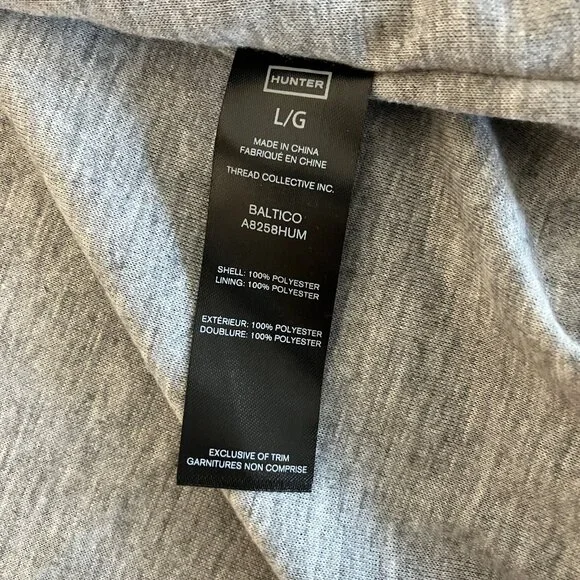 HUNTER
L/G
MADE IN CHINA
FABRIQUÉ EN CHINE
THREAD COLLECTIVE INC.
BALTICO
A8258HUM
SHELL: 100% POLYESTER
LINING: 100% POLYESTER
EXTÉRIEUR: 100% POLYESTER
DOUBLURE: 100% POLYESTER
EXCLUSIVE OF TRIM
GARNITURES NON COMPRISE